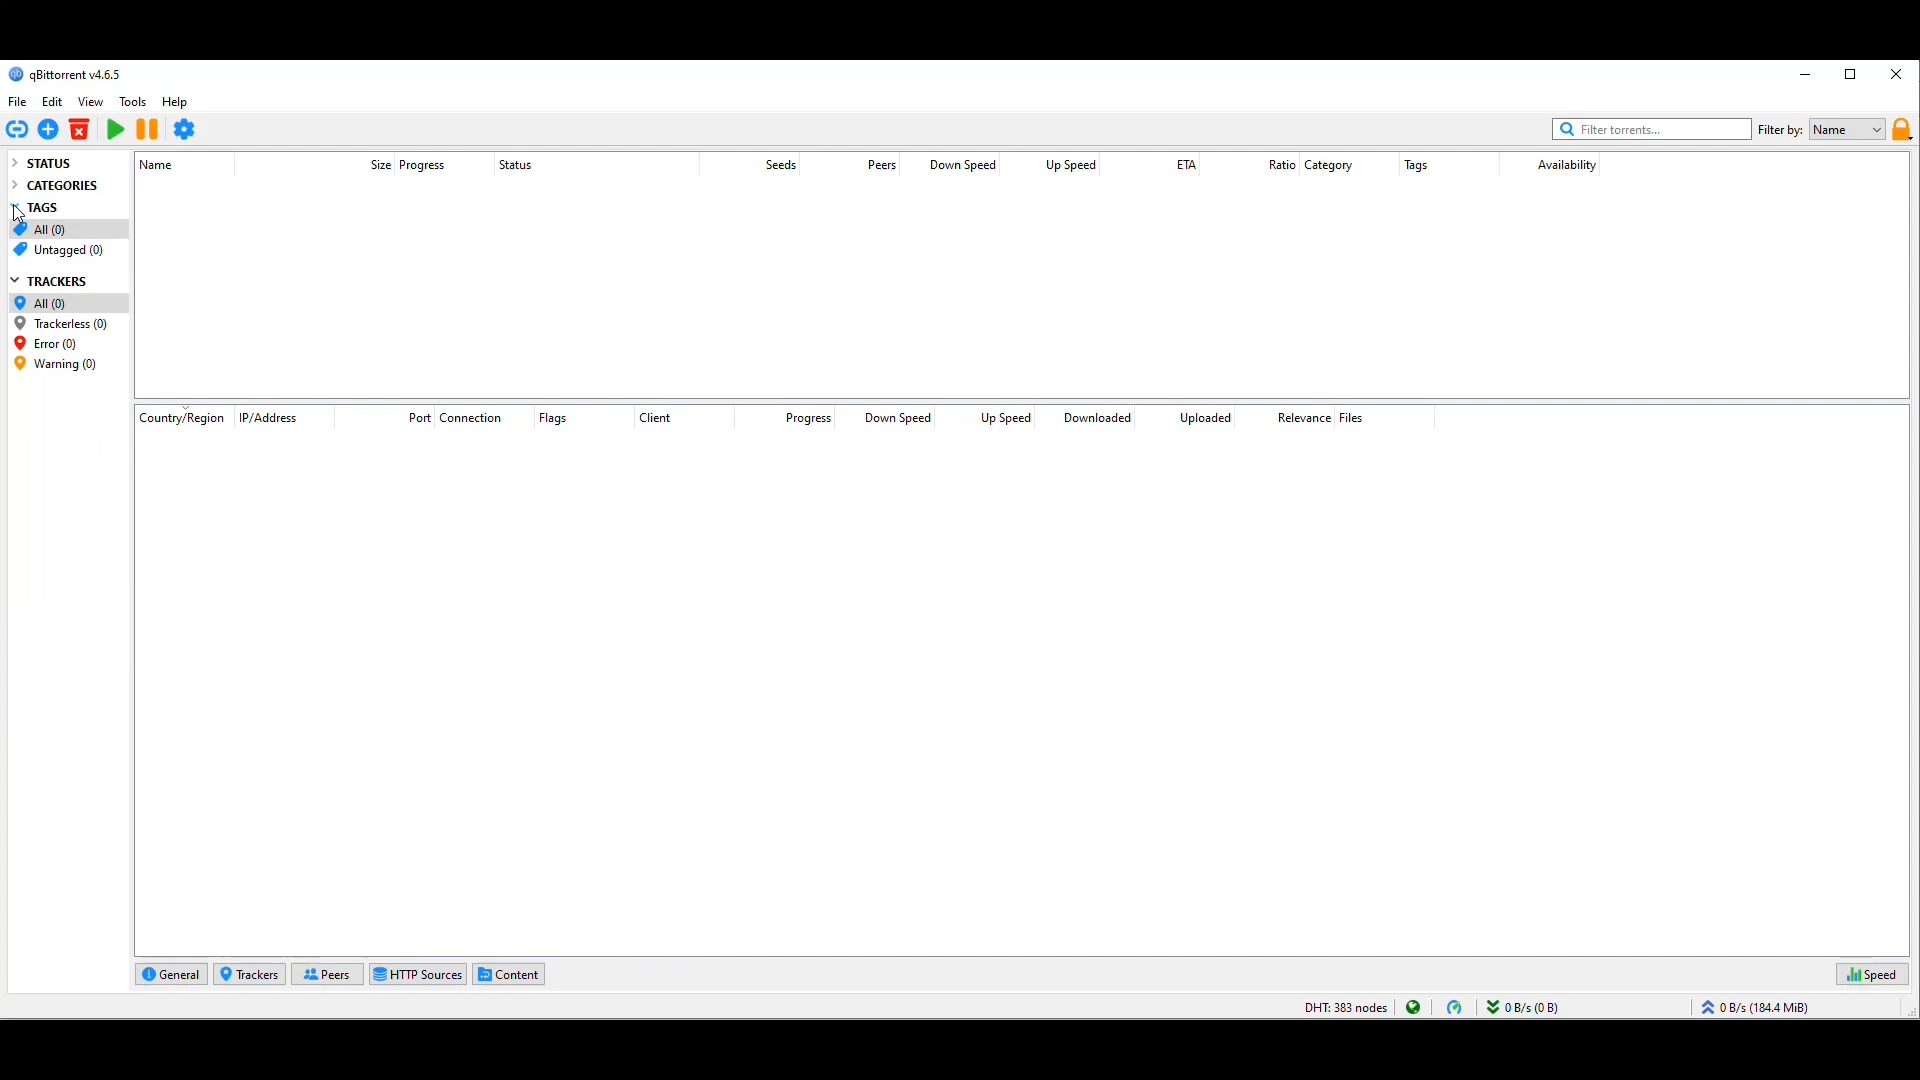 qBittorrent v4.6.5
File Edit View Tools Help
Filter torrents... Filter by: Name
STATUS
CATEGORIES
TAGS
All (0)
Untagged (0)
TRACKERS
All (0)
Trackerless (0)
Error (0)
Warning (0)
Name Size Progress Status Seeds Peers Down Speed Up Speed ETA Ratio Category Tags Availability
Country/Region IP/Address Port Connection Flags Client Progress Down Speed Up Speed Downloaded Uploaded Relevance Files
General Trackers Peers HTTP Sources Content Speed
DHT: 383 nodes 0 B/s (0 B) 0 B/s (184.4 MiB)